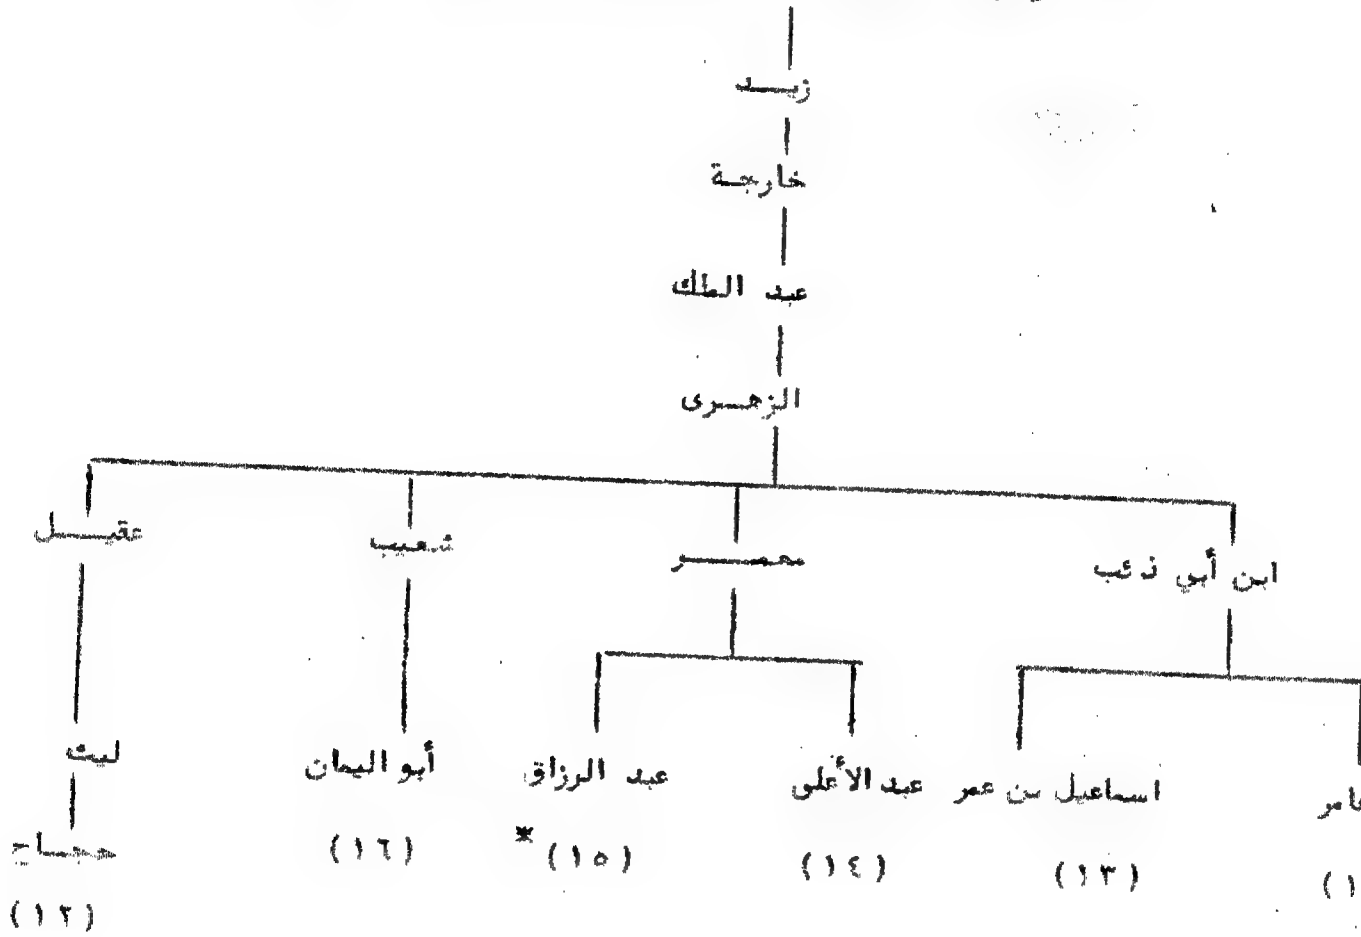 زيد
خارجة
عبد الملك
الزهرى
ابن أبي ذئب
معمر
شعيب
عقيل
اسماعيل بن عمر
عبد الأعلى
عبد الرزاق
أبو اليمان
ليث
حجاج
(١٣)
(١٤)
(١٥) *
(١٦)
(١٢)